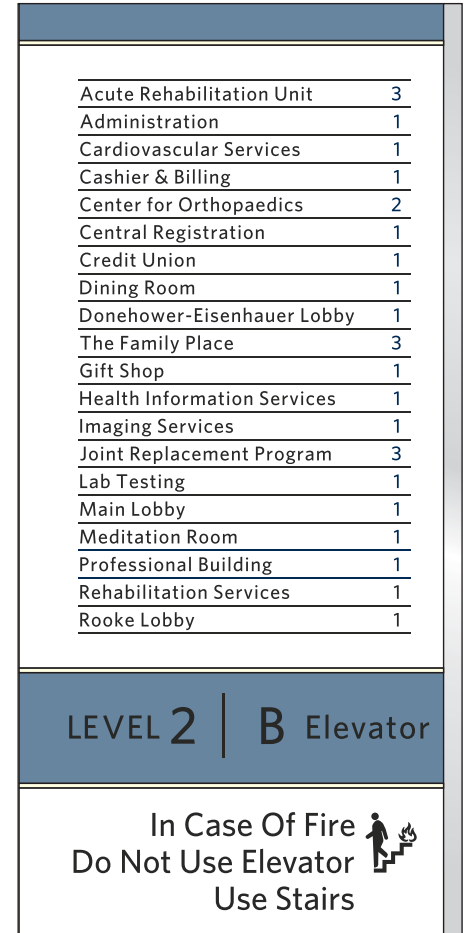 Acute Rehabilitation Unit 3
Administration 1
Cardiovascular Services 1
Cashier & Billing 1
Center for Orthopaedics 2
Central Registration 1
Credit Union 1
Dining Room 1
Donehower-Eisenhauer Lobby 1
The Family Place 3
Gift Shop 1
Health Information Services 1
Imaging Services 1
Joint Replacement Program 3
Lab Testing 1
Main Lobby 1
Meditation Room 1
Professional Building 1
Rehabilitation Services 1
Rooke Lobby 1
LEVEL 2 | B Elevator
In Case Of Fire
Do Not Use Elevator
Use Stairs